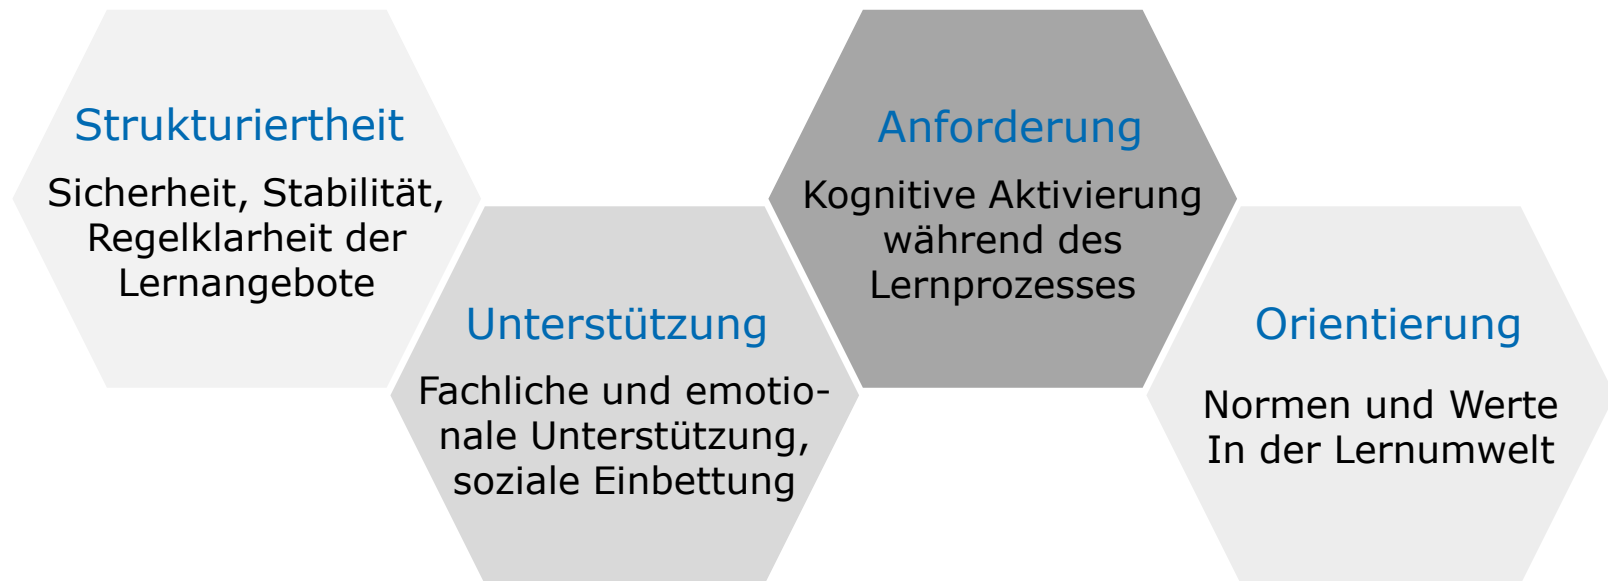 Strukturiertheit
Sicherheit, Stabilität,
Regelklarheit der
Lernangebote
Unterstützung
Fachliche und emotio-
nale Unterstützung,
soziale Einbettung
Anforderung
Kognitive Aktivierung
während des
Lernprozesses
Orientierung
Normen und Werte
In der Lernumwelt